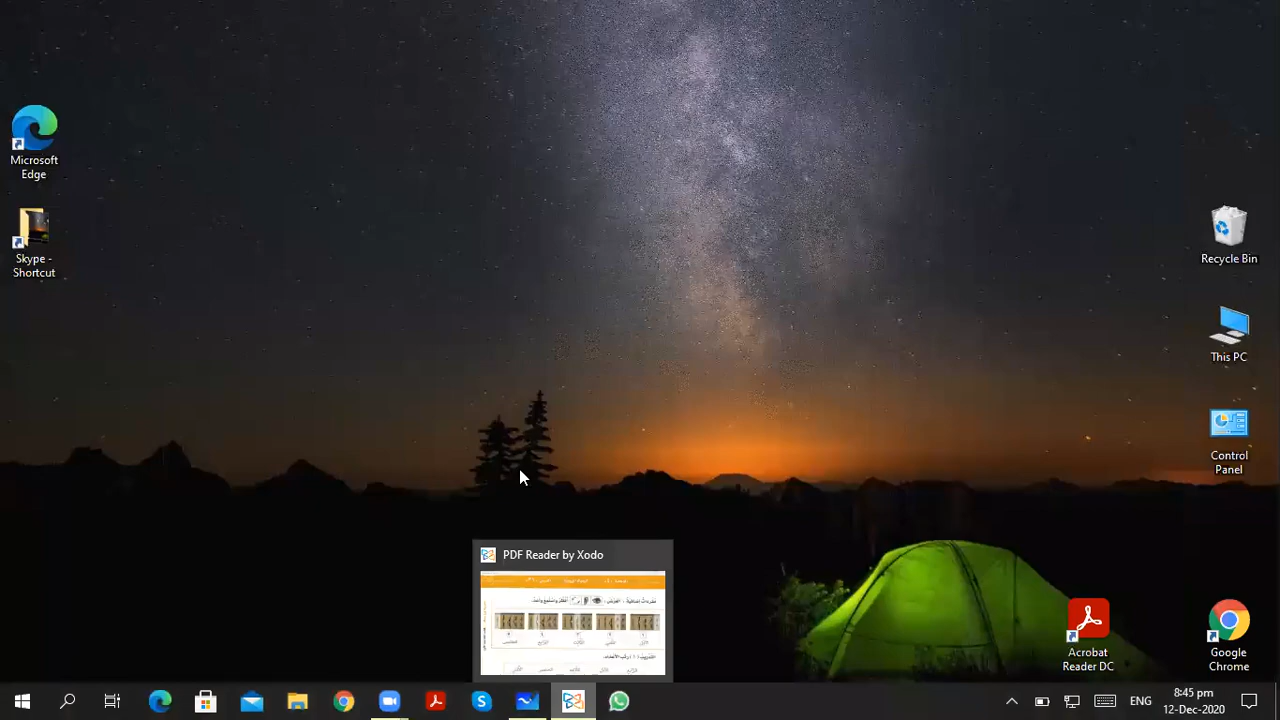 Microsoft
Edge
Skype -
Shortcut
Recycle Bin
This PC
Control
Panel
Acrobat
Reader DC
Google
Chrome
PDF Reader by Xodo
ENG
8:45 pm
12-Dec-2020